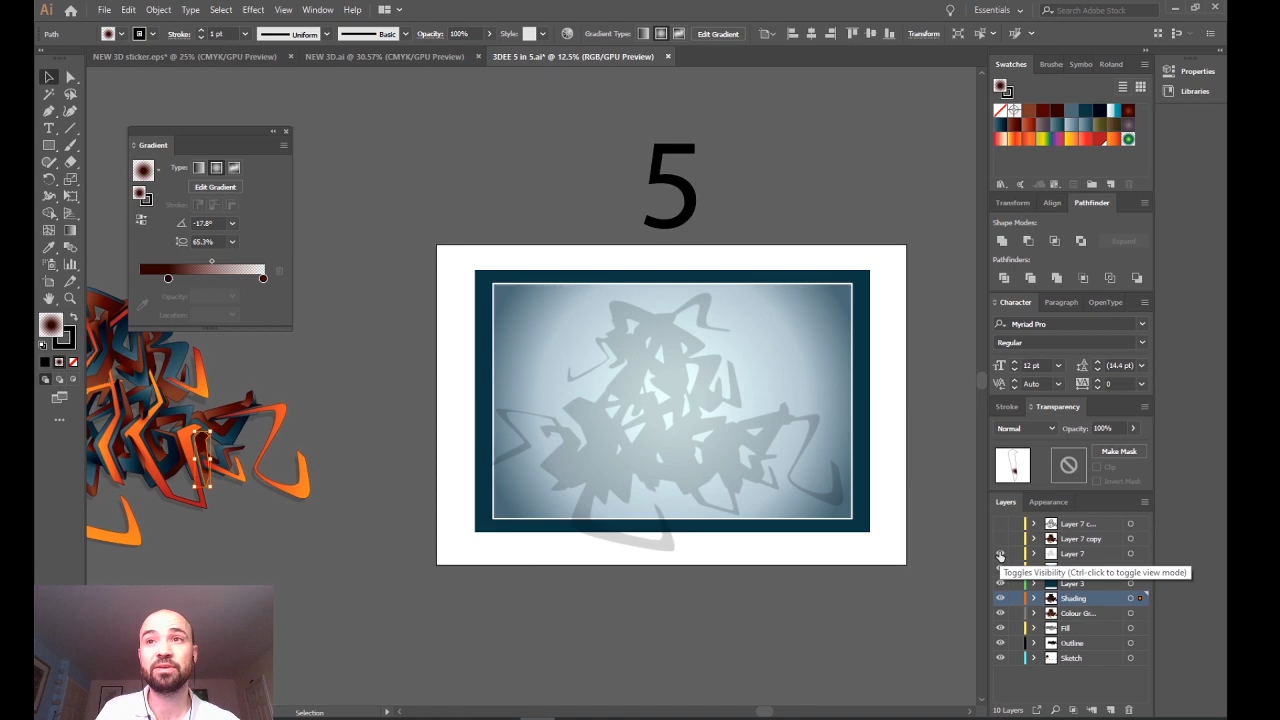 Ai File Edit Object Type Select Effect View Window Help Essentials Search Adobe Stock
Path Stroke: 1 pt Uniform Basic Opacity: 100% Style: Gradient Type: Edit Gradient Transform
NEW 3D sticker.eps* @ 25% (CMYK/GPU Preview) × NEW 3D.ai @ 30.57% (CMYK/GPU Preview) × 3DEE 5 in 5.ai* @ 12.5% (RGB/GPU Preview) ×
Swatches Brushe Symbo Roland
Properties
Libraries
Gradient
Type:
Edit Gradient
Stroke:
-17.8°
65.3%
Opacity:
Location:
5
Transform Align Pathfinder
Shape Modes:
Expand
Pathfinders:
Character Paragraph OpenType
Myriad Pro
Regular
12 pt (14.4 pt)
Auto 0
Stroke Transparency
Normal Opacity: 100%
Make Mask
Clip
Invert Mask
Layers Appearance
Layer 7 c...
Layer 7 copy
Layer 7
Toggles Visibility (Ctrl-click to toggle view mode)
Layer 3
Shading
Colour Gr...
Fill
Outline
Sketch
10 Layers
Selection